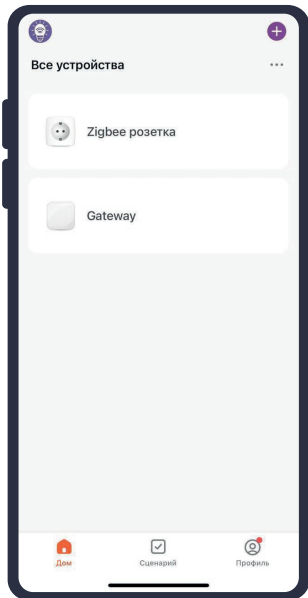 Все устройства
Zigbee розетка
Gateway
Дом
Сценарий
Профиль